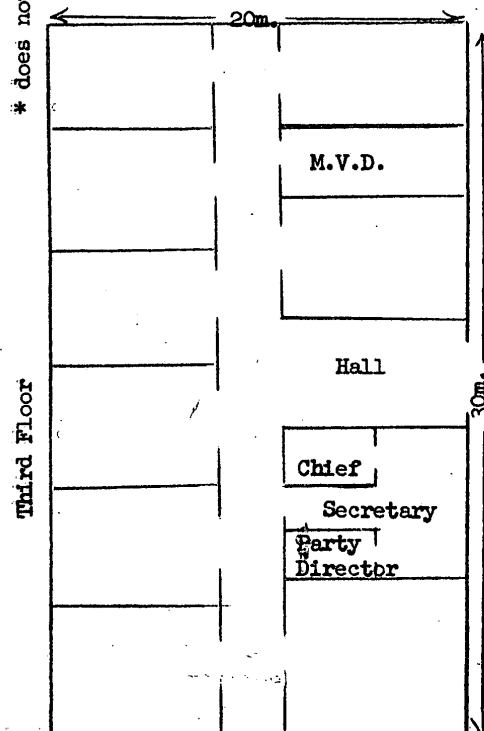 * does no
20m.
M.V.D.
Hall
30m.
Third Floor
Chief
Secretary
Party
Director